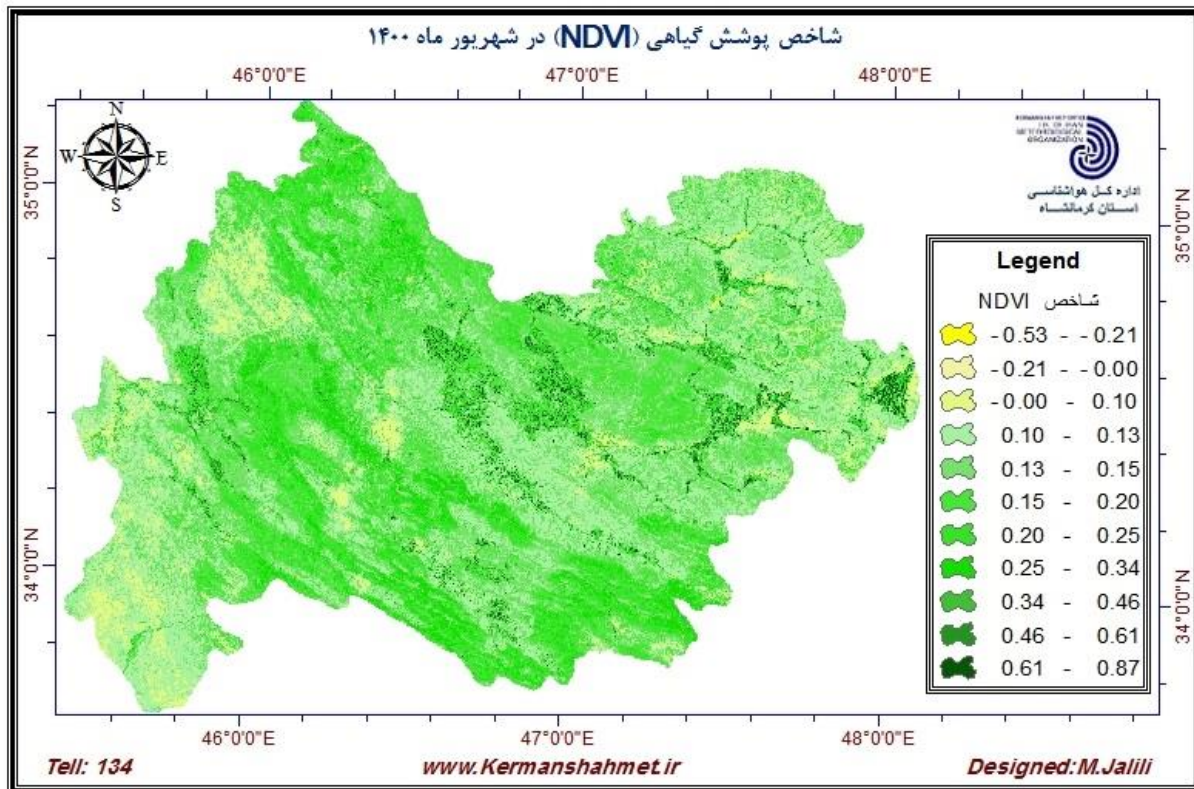 شاخص پوشش گیاهی (NDVI) در شهریور ماه ۱۴۰۰
46°0'0"E 47°0'0"E 48°0'0"E
N
W E
S
35°0'0"N
34°0'0"N
METEOROLOGICAL
ORGANIZATION
اداره کل هواشناسی
استان کرمانشاه
35°0'0"N
34°0'0"N
Legend
شاخص NDVI
-0.53 - -0.21
-0.21 - -0.00
-0.00 - 0.10
0.10 - 0.13
0.13 - 0.15
0.15 - 0.20
0.20 - 0.25
0.25 - 0.34
0.34 - 0.46
0.46 - 0.61
0.61 - 0.87
46°0'0"E 47°0'0"E 48°0'0"E
Tell: 134 www.Kermanshahmet.ir Designed:M.Jalili